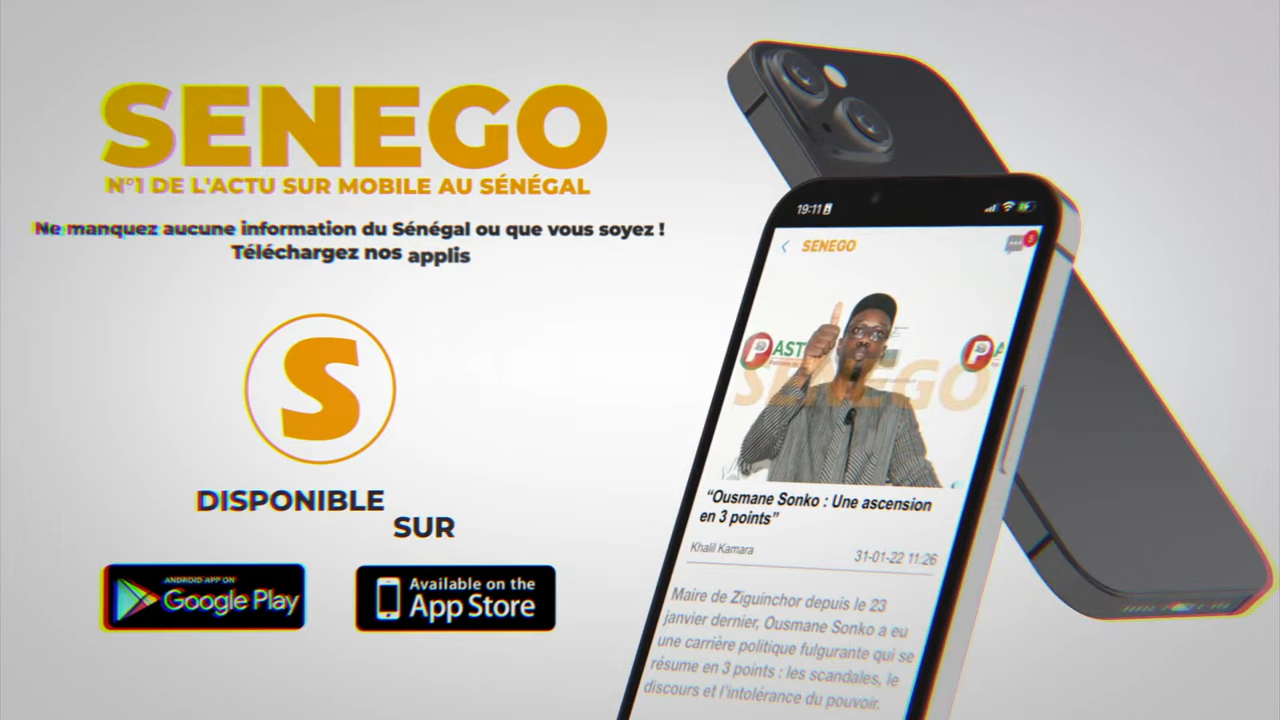 SENEGO
N°1 DE L'ACTU SUR MOBILE AU SÉNÉGAL
Ne manquez aucune information du Sénégal ou que vous soyez !
Téléchargez nos applis
S
DISPONIBLE SUR
ANDROID APP ON
Google Play
Available on the
App Store
19:11
SENEGO
5
PAST
PA
SENEGO
“Ousmane Sonko : Une ascension
en 3 points”
Khalil Kamara
31-01-22 11:26
Maire de Ziguinchor depuis le 23
janvier dernier, Ousmane Sonko a eu
une carrière politique fulgurante qui se
résume en 3 points : les scandales, le
discours et l'intolérance du pouvoir.